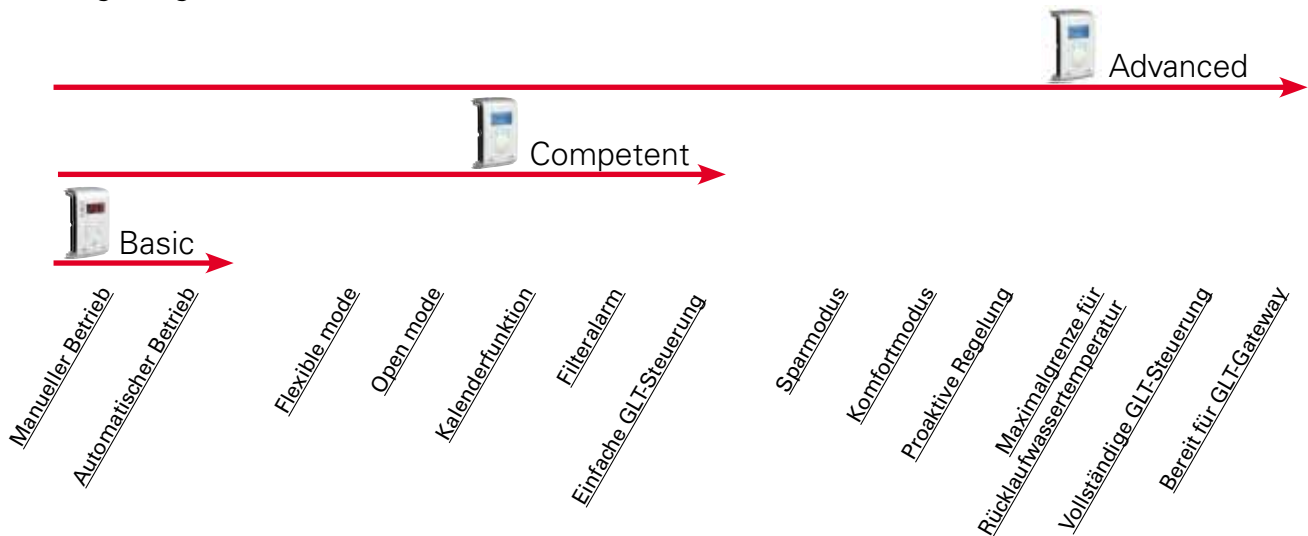 Advanced
Competent
Basic
Manueller Betrieb
Automatischer Betrieb
Flexible mode
Open mode
Kalenderfunktion
Filteralarm
Einfache GLT-Steuerung
Sparmodus
Komfortmodus
Proaktive Regelung
Maximalgrenze für
Rücklaufwassertemperatur
Vollständige GLT-Steuerung
Bereit für GLT-Gateway